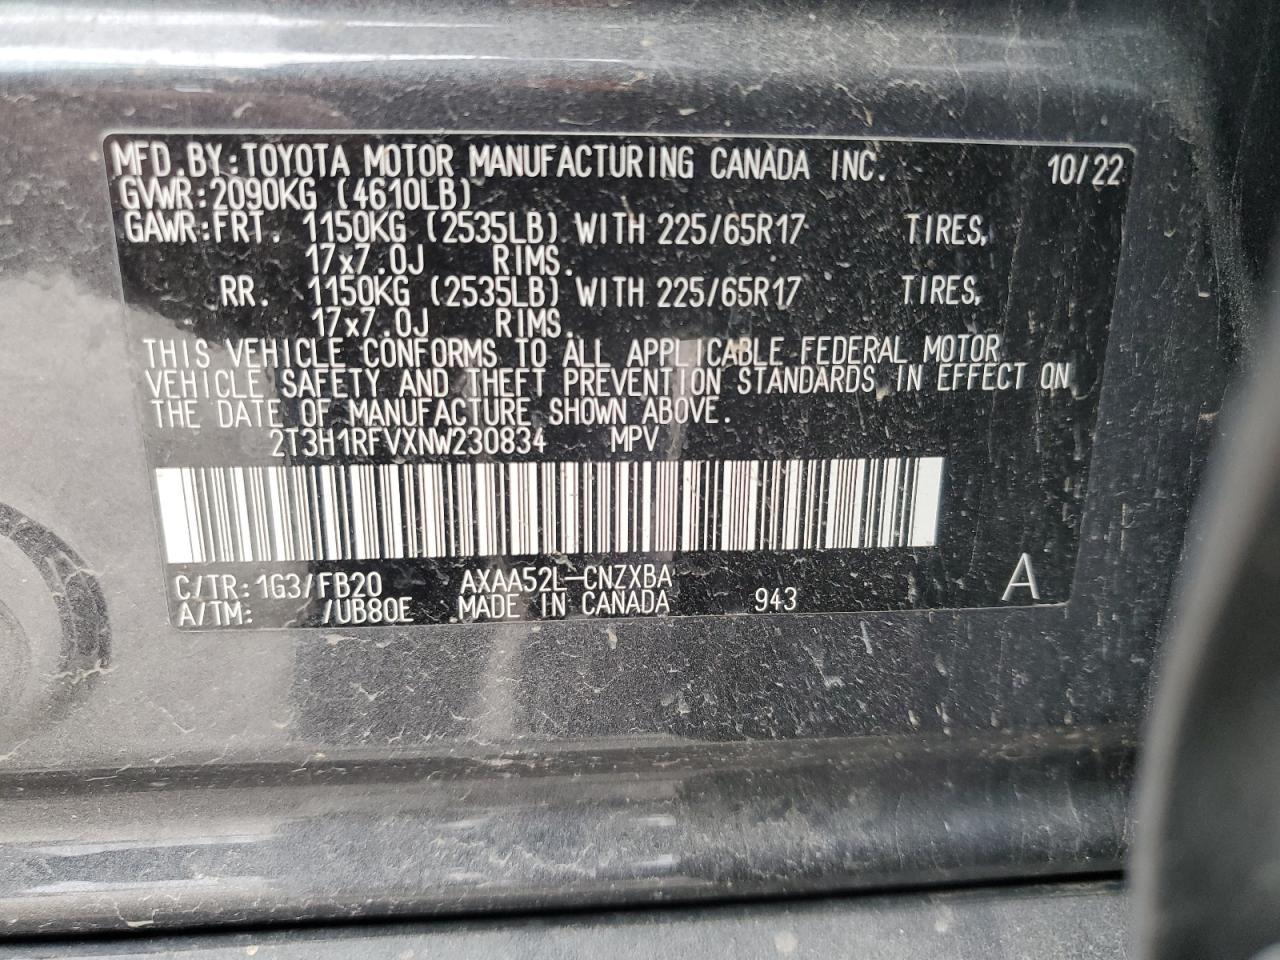 MFD.BY:TOYOTA MOTOR MANUFACTURING CANADA INC. 10/22
GVWR:2090KG (4610LB)
GAWR:FRT. 1150KG (2535LB) WITH 225/65R17 TIRES,
17x7.0J RIMS.
RR. 1150KG (2535LB) WITH 225/65R17 TIRES,
17x7.0J RIMS.
THIS VEHICLE CONFORMS TO ALL APPLICABLE FEDERAL MOTOR
VEHICLE SAFETY AND THEFT PREVENTION STANDARDS IN EFFECT ON
THE DATE OF MANUFACTURE SHOWN ABOVE.
2T3H1RFVXNW230834 MPV
C/TR:1G3/FB20 AXAA52L-CNZXBA A
A/TM: /UB80E MADE IN CANADA 943